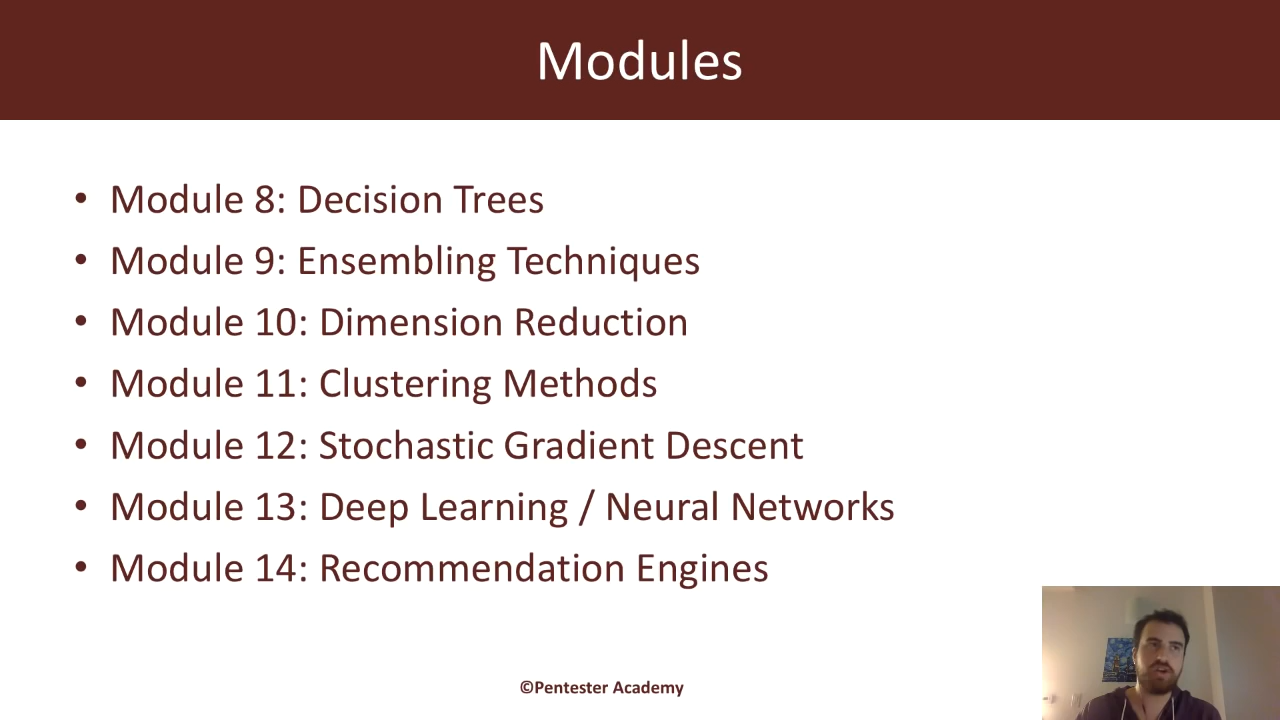 Modules
• Module 8: Decision Trees
• Module 9: Ensembling Techniques
• Module 10: Dimension Reduction
• Module 11: Clustering Methods
• Module 12: Stochastic Gradient Descent
• Module 13: Deep Learning / Neural Networks
• Module 14: Recommendation Engines
©Pentester Academy